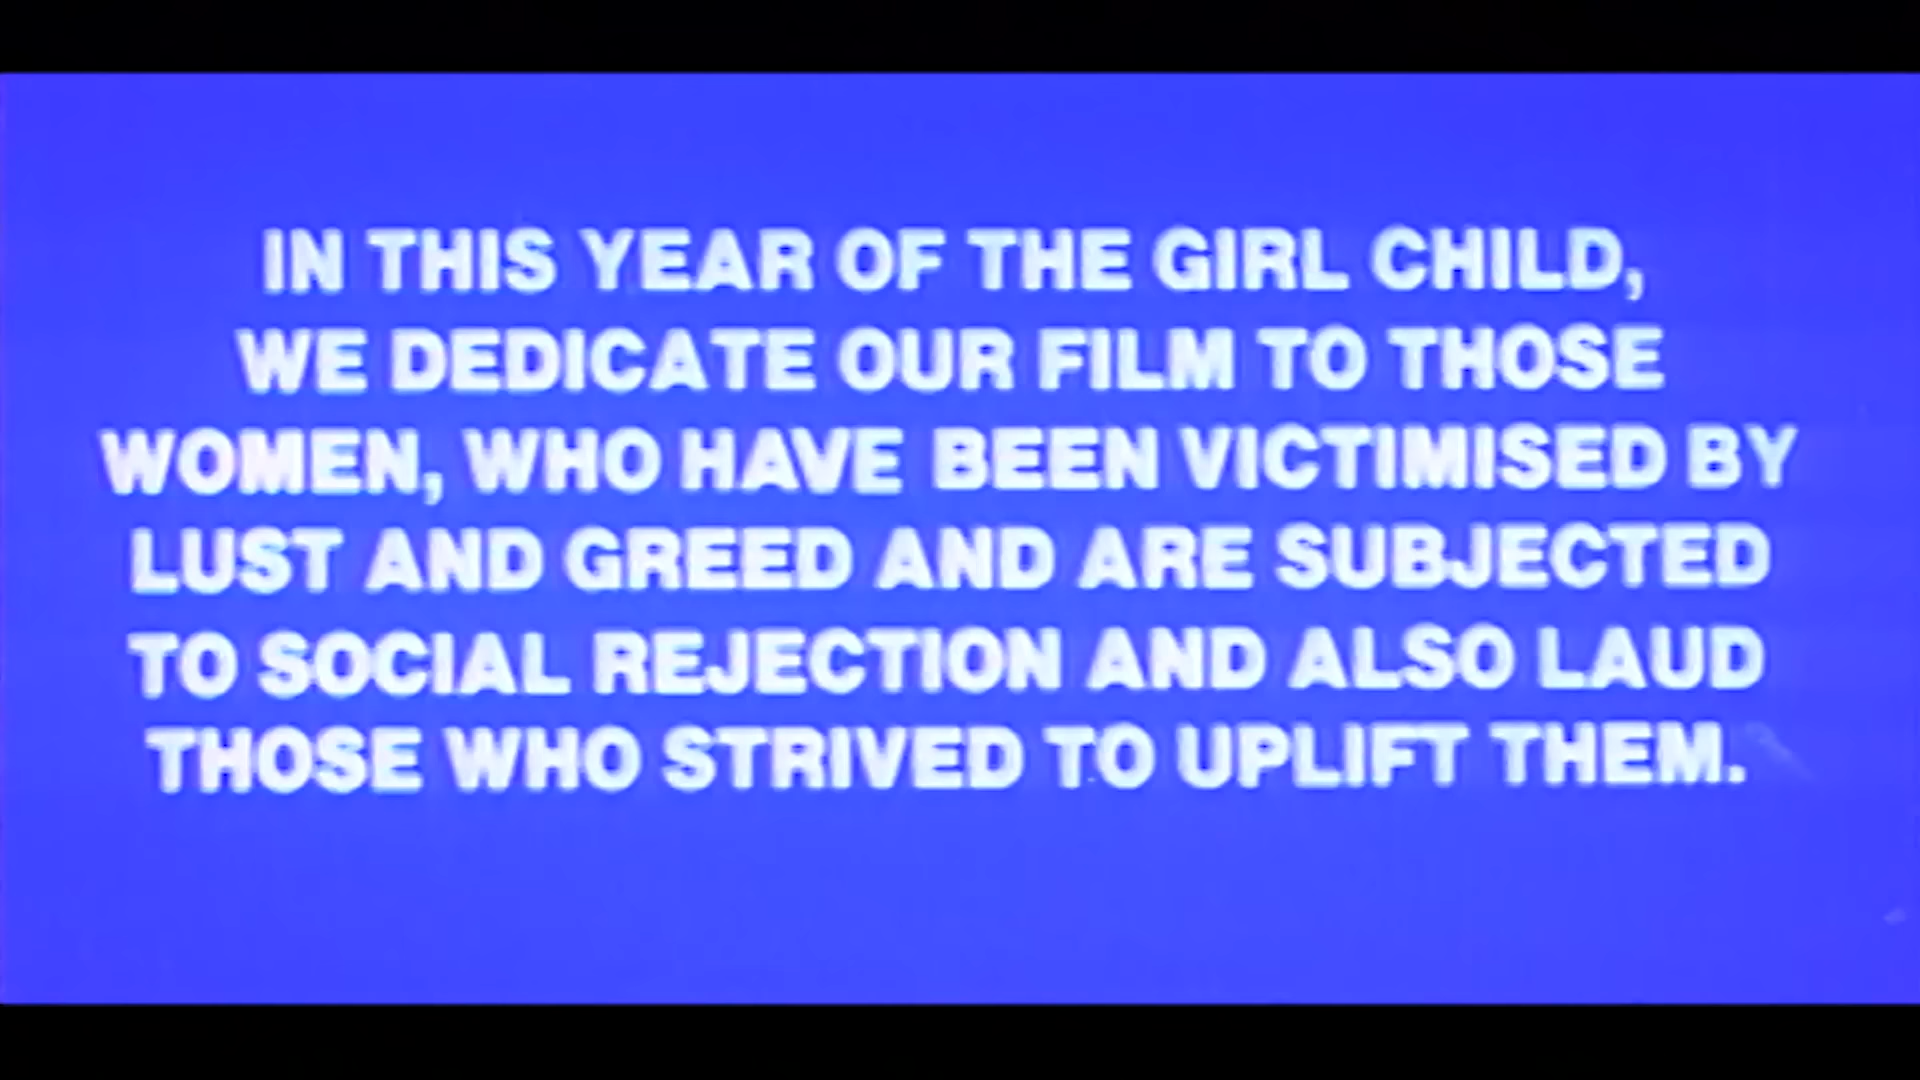 IN THIS YEAR OF THE GIRL CHILD,
WE DEDICATE OUR FILM TO THOSE
WOMEN, WHO HAVE BEEN VICTIMISED BY
LUST AND GREED AND ARE SUBJECTED
TO SOCIAL REJECTION AND ALSO LAUD
THOSE WHO STRIVED TO UPLIFT THEM.